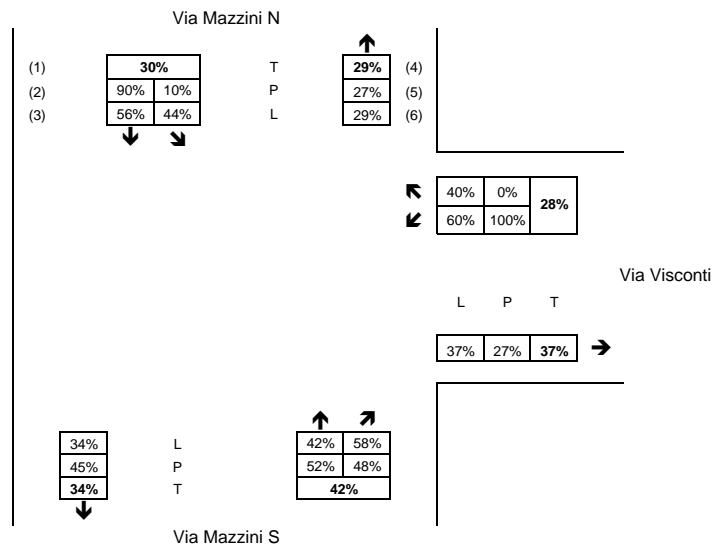 Via Mazzini N
(1) 30% T 29% (4)
(2) 90% 10% P 27% (5)
(3) 56% 44% L 29% (6)
40% 0% 28%
60% 100%
Via Visconti
L P T
37% 27% 37%
34% L 42% 58%
45% P 52% 48%
34% T 42%
Via Mazzini S